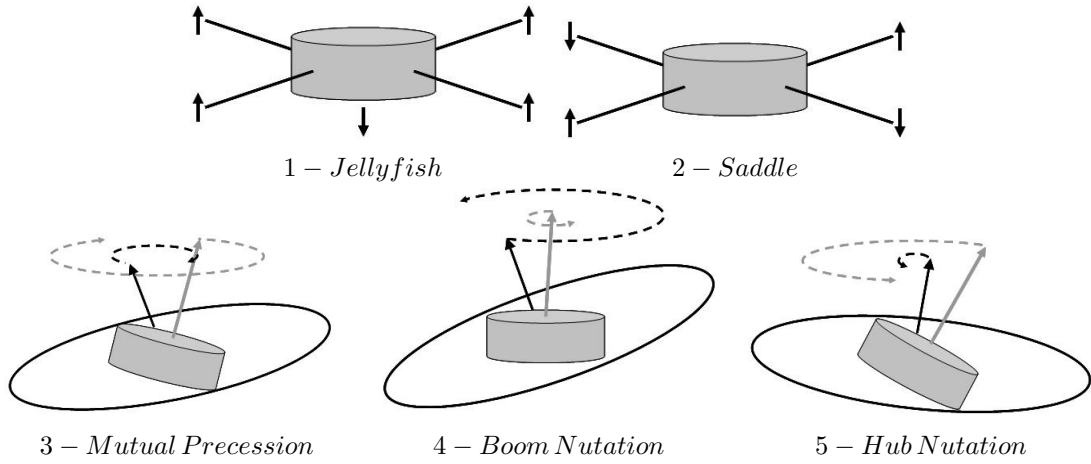 1 − Jellyfish
2 − Saddle
3 − Mutual Precession
4 − Boom Nutation
5 − Hub Nutation